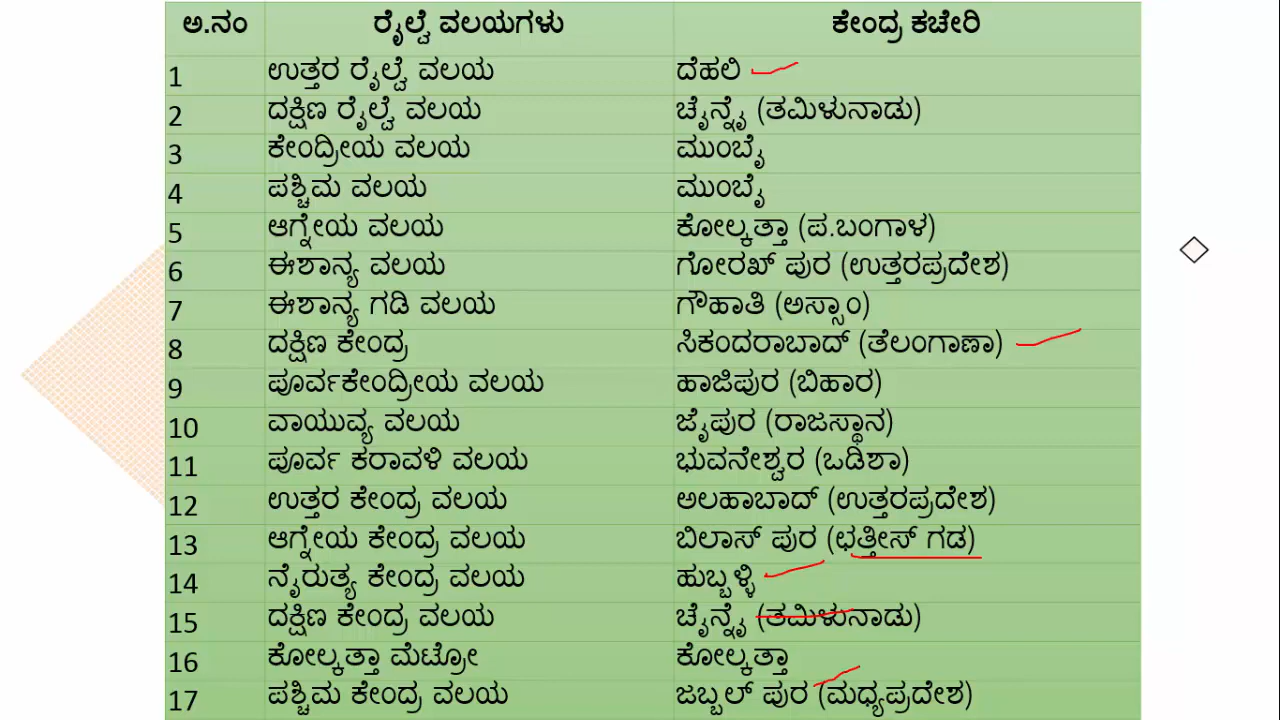 ಅ.ನಂ ರೈಲ್ವೆ ವಲಯಗಳು ಕೇಂದ್ರ ಕಚೇರಿ
1 ಉತ್ತರ ರೈಲ್ವೆ ವಲಯ ದೆಹಲಿ
2 ದಕ್ಷಿಣ ರೈಲ್ವೆ ವಲಯ ಚೈನ್ನೈ (ತಮಿಳುನಾಡು)
3 ಕೇಂದ್ರೀಯ ವಲಯ ಮುಂಬೈ
4 ಪಶ್ಚಿಮ ವಲಯ ಮುಂಬೈ
5 ಆಗ್ನೇಯ ವಲಯ ಕೋಲ್ಕತ್ತಾ (ಪ.ಬಂಗಾಳ)
6 ಈಶಾನ್ಯ ವಲಯ ಗೋರಖ್ ಪುರ (ಉತ್ತರಪ್ರದೇಶ)
7 ಈಶಾನ್ಯ ಗಡಿ ವಲಯ ಗೌಹಾತಿ (ಅಸ್ಸಾಂ)
8 ದಕ್ಷಿಣ ಕೇಂದ್ರ ಸಿಕಂದರಾಬಾದ್ (ತೆಲಂಗಾಣಾ)
9 ಪೂರ್ವಕೇಂದ್ರೀಯ ವಲಯ ಹಾಜಿಪುರ (ಬಿಹಾರ)
10 ವಾಯುವ್ಯ ವಲಯ ಜೈಪುರ (ರಾಜಸ್ಥಾನ)
11 ಪೂರ್ವ ಕರಾವಳಿ ವಲಯ ಭುವನೇಶ್ವರ (ಒಡಿಶಾ)
12 ಉತ್ತರ ಕೇಂದ್ರ ವಲಯ ಅಲಹಾಬಾದ್ (ಉತ್ತರಪ್ರದೇಶ)
13 ಆಗ್ನೇಯ ಕೇಂದ್ರ ವಲಯ ಬಿಲಾಸ್ ಪುರ (ಛತ್ತೀಸ್ ಗಡ)
14 ನೈರುತ್ಯ ಕೇಂದ್ರ ವಲಯ ಹುಬ್ಬಳ್ಳಿ
15 ದಕ್ಷಿಣ ಕೇಂದ್ರ ವಲಯ ಚೈನ್ನೈ (ತಮಿಳುನಾಡು)
16 ಕೋಲ್ಕತ್ತಾ ಮೆಟ್ರೋ ಕೋಲ್ಕತ್ತಾ
17 ಪಶ್ಚಿಮ ಕೇಂದ್ರ ವಲಯ ಜಬ್ಬಲ್ ಪುರ (ಮಧ್ಯಪ್ರದೇಶ)